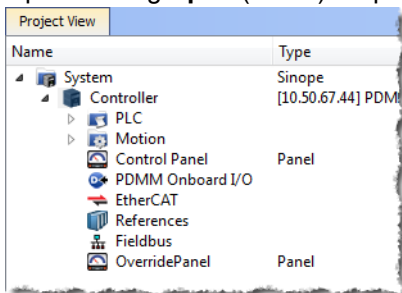 Project View
Name Type
System Sinope
Controller [10.50.67.44] PDM
PLC
Motion
Control Panel Panel
PDMM Onboard I/O
EtherCAT
References
Fieldbus
OverridePanel Panel